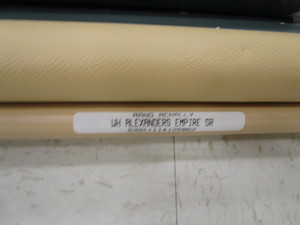 RAND MCNALLY
WH ALEXANDERS EMPIRE SR